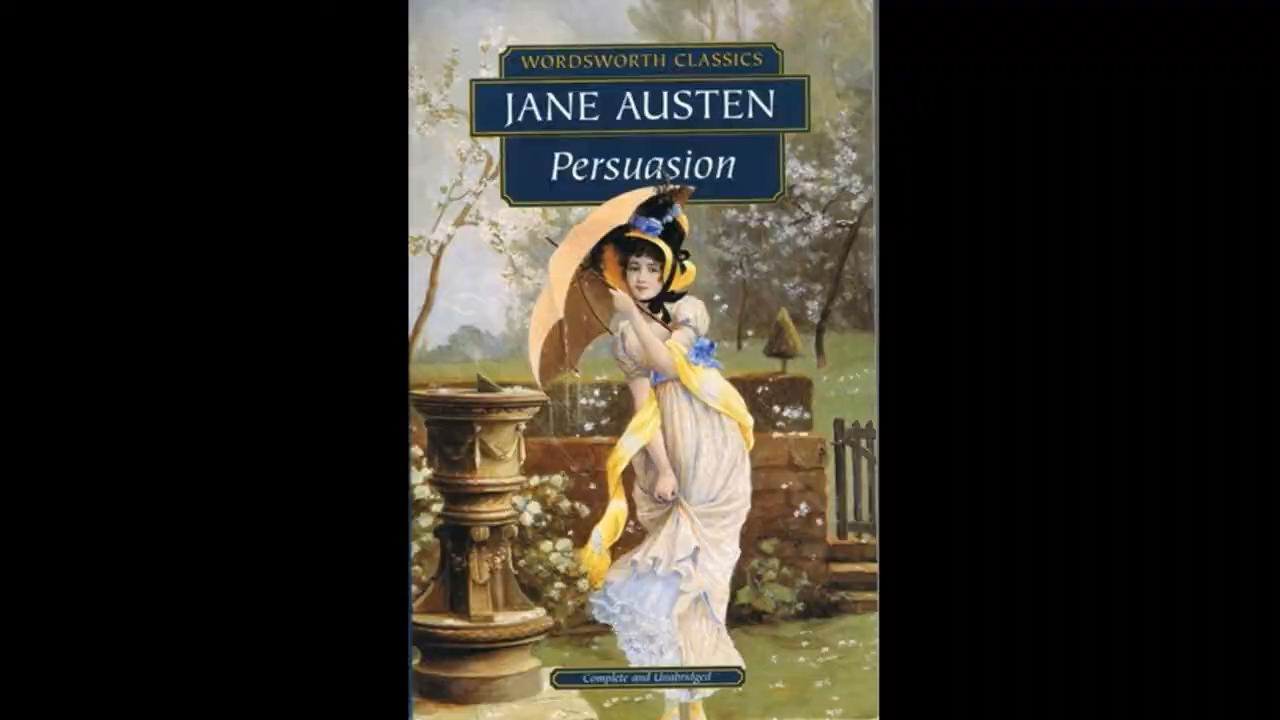 WORDSWORTH CLASSICS
JANE AUSTEN
Persuasion
Complete and Unabridged